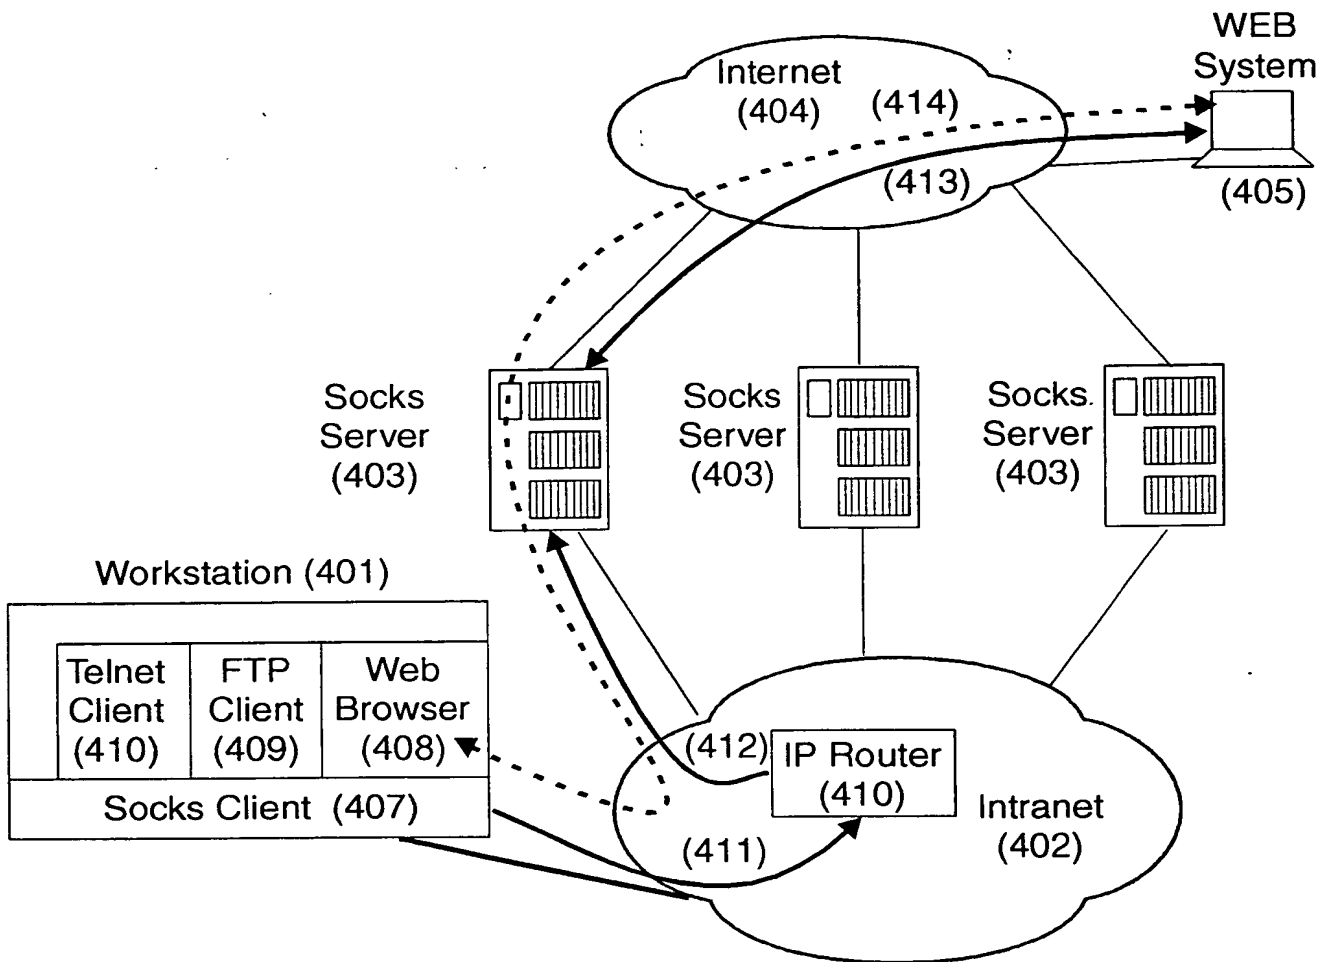 WEB
System
(405)
Internet
(404)
(414)
(413)
Socks
Server
(403)
Socks
Server
(403)
Socks.
Server
(403)
Workstation (401)
Telnet
Client
(410)
FTP
Client
(409)
Web
Browser
(408)
Socks Client (407)
(412)
IP Router
(410)
(411)
Intranet
(402)